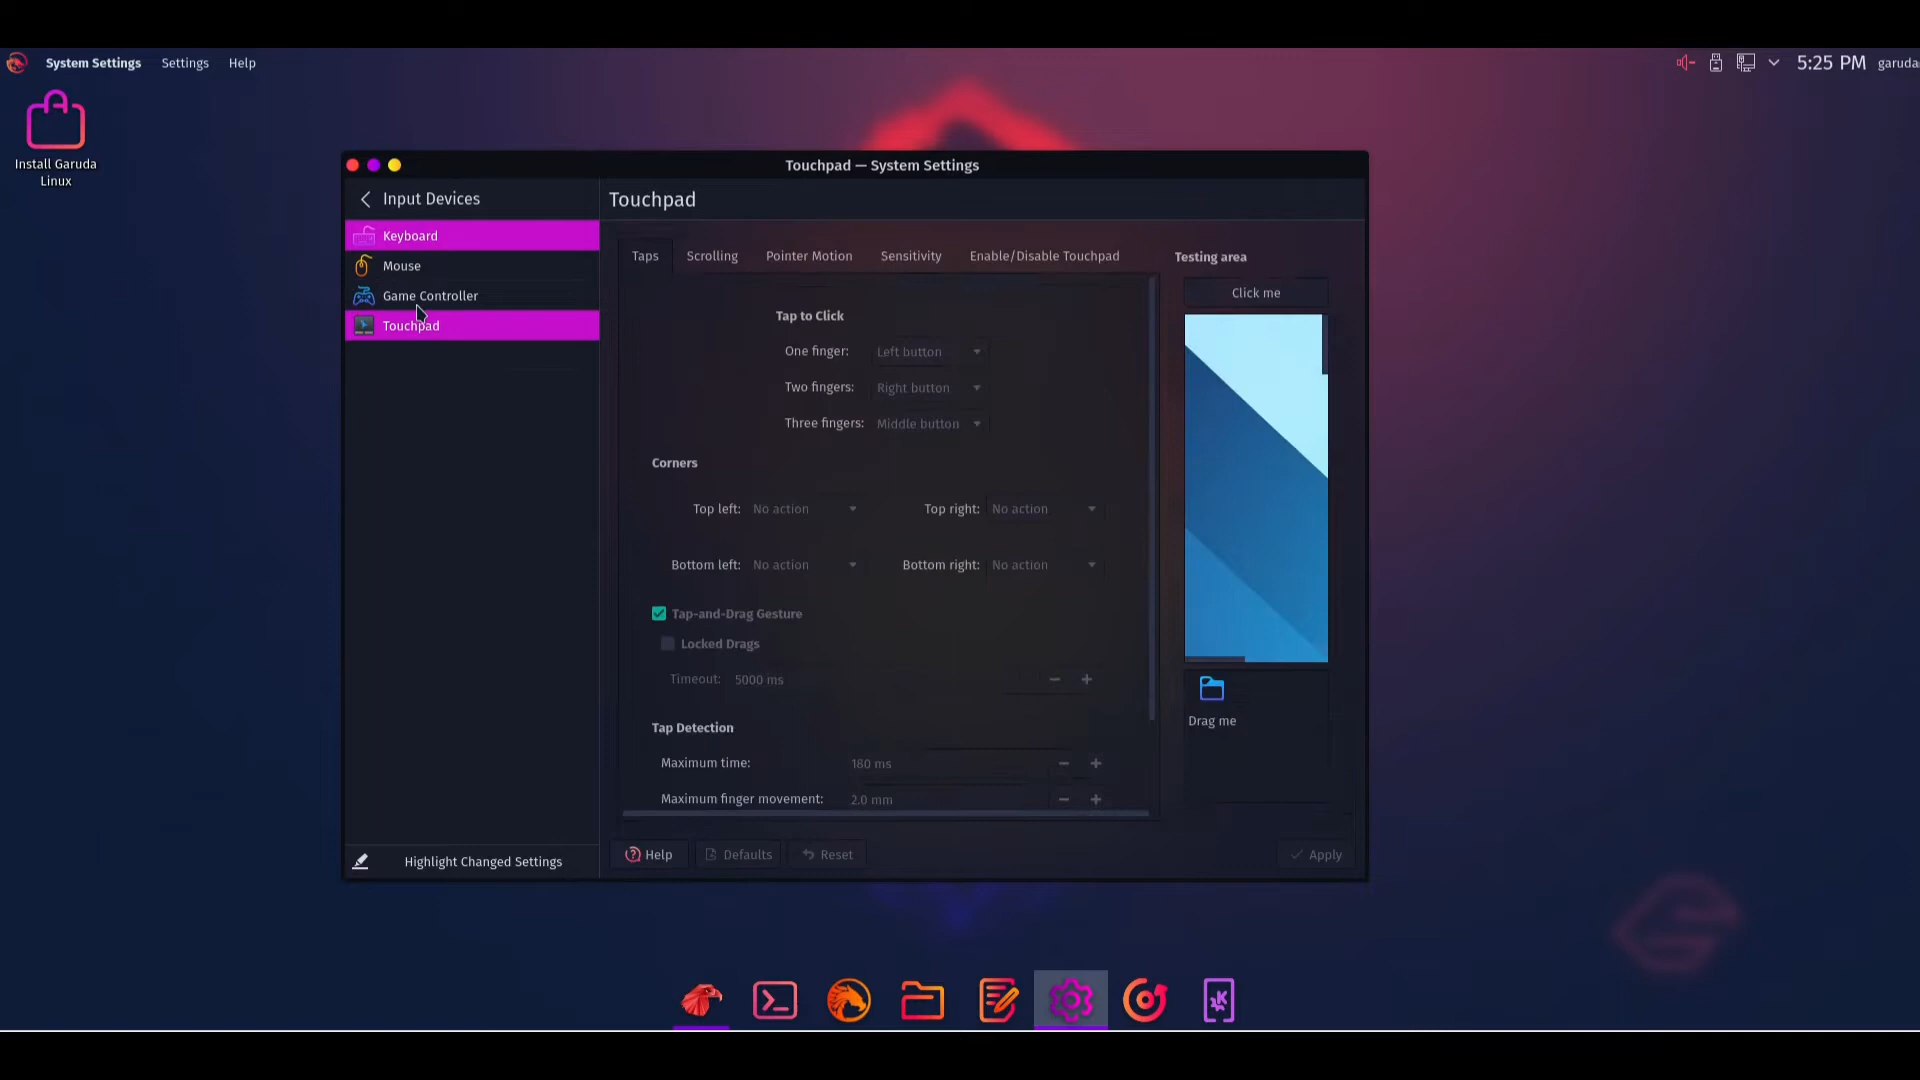 System Settings Settings Help
5:25 PM garuda
Install Garuda
Linux
Touchpad — System Settings
Input Devices
Keyboard
Mouse
Game Controller
Touchpad
Highlight Changed Settings
Touchpad
Taps Scrolling Pointer Motion Sensitivity Enable/Disable Touchpad
Tap to Click
One finger: Left button
Two fingers: Right button
Three fingers: Middle button
Corners
Top left: No action Top right: No action
Bottom left: No action Bottom right: No action
Tap-and-Drag Gesture
Locked Drags
Timeout: 5000 ms
Tap Detection
Maximum time: 180 ms
Maximum finger movement: 2.0 mm
Testing area
Click me
Drag me
Help Defaults Reset Apply